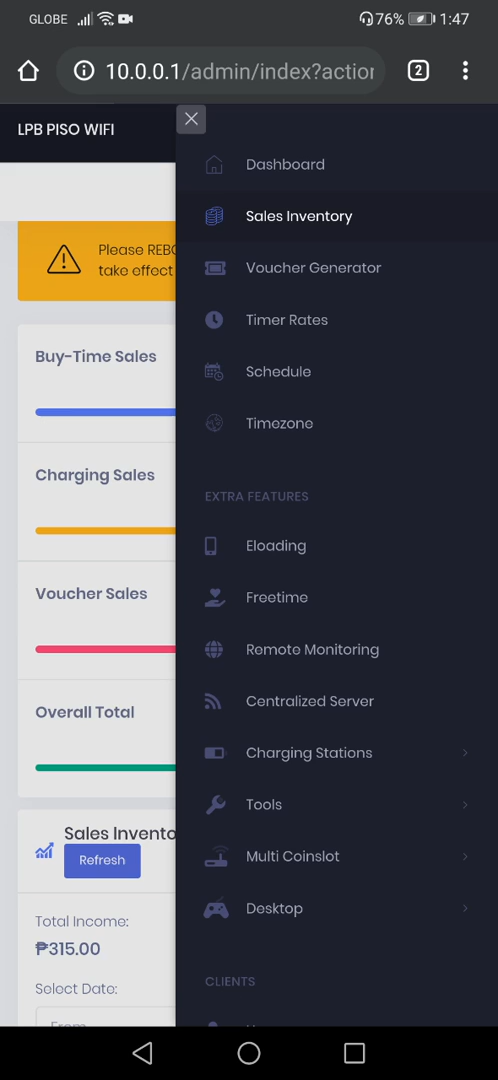 GLOBE 76% 1:47
10.0.0.1/admin/index?action 2
LPB PISO WIFI
Dashboard
Sales Inventory
Voucher Generator
Timer Rates
Schedule
Timezone
EXTRA FEATURES
Eloading
Freetime
Remote Monitoring
Centralized Server
Charging Stations
Tools
Multi Coinslot
Desktop
CLIENTS
Please REBO
take effect
Buy-Time Sales
Charging Sales
Voucher Sales
Overall Total
Sales Invento
Refresh
Total Income:
₱315.00
Select Date:
From